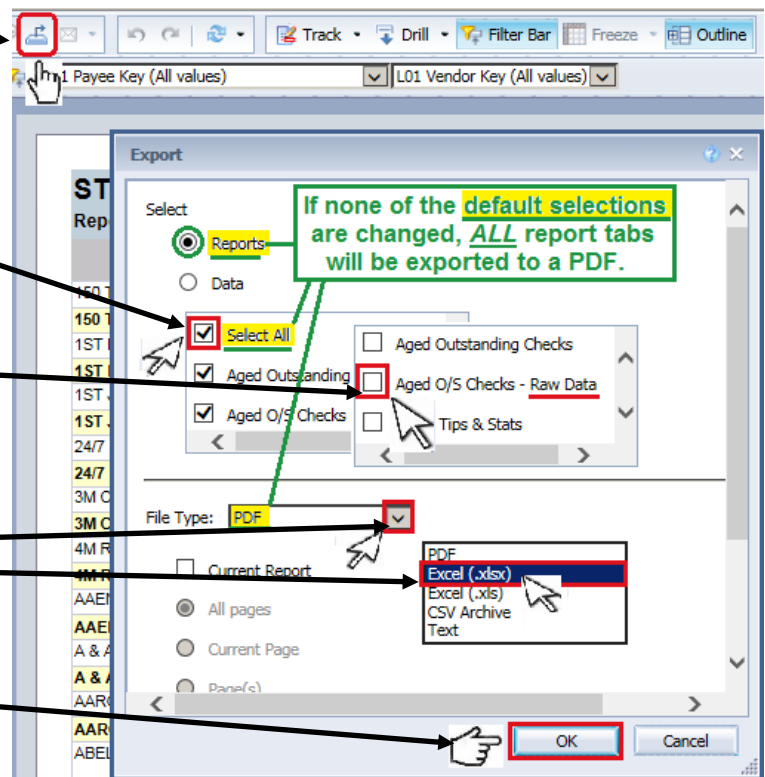 Track Drill Filter Bar Freeze Outline
1 Payee Key (All values) L01 Vendor Key (All values)
Export
ST
Rep
150 T
150 T
1ST
1ST
1ST J
1ST J
24/7
24/7
3M C
3M C
4M R
4M R
AAEN
AAEN
A & A
A & A
AARO
AARO
ABEL
Select
Reports
Data
If none of the default selections
are changed, ALL report tabs
will be exported to a PDF.
Select All
Aged Outstanding
Aged O/S Checks
Aged Outstanding Checks
Aged O/S Checks - Raw Data
Tips & Stats
File Type: PDF
PDF
Excel (.xlsx)
Excel (.xls)
CSV Archive
Text
Current Report
All pages
Current Page
Page(s)
OK Cancel